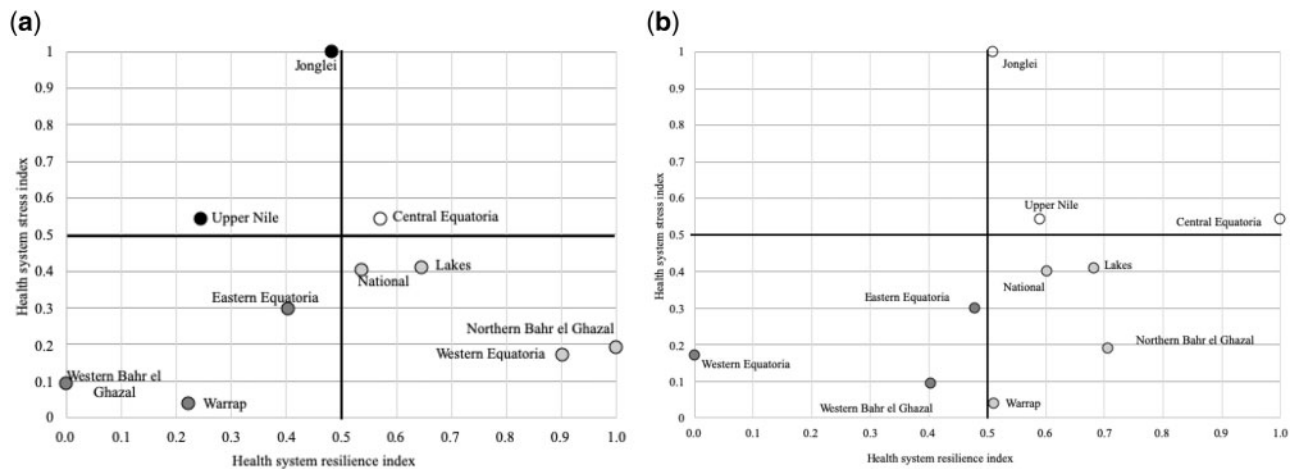 (a)
1
0.9
0.8
0.7
0.6
0.5
0.4
0.3
0.2
0.1
0
Health system stress index
Jonglei
Upper Nile
Central Equatoria
Lakes
National
Eastern Equatoria
Northern Bahr el Ghazal
Western Equatoria
Western Bahr el
Ghazal
Warrap
0.0 0.1 0.2 0.3 0.4 0.5 0.6 0.7 0.8 0.9 1.0
Health system resilience index
(b)
1
0.9
0.8
0.7
0.6
0.5
0.4
0.3
0.2
0.1
0
Health system stress index
Jonglei
Upper Nile
Central Equatoria
Lakes
National
Eastern Equatoria
Northern Bahr el Ghazal
Western Equatoria
Western Bahr el Ghazal
Warrap
0.0 0.1 0.2 0.3 0.4 0.5 0.6 0.7 0.8 0.9 1.0
Health system resilience index